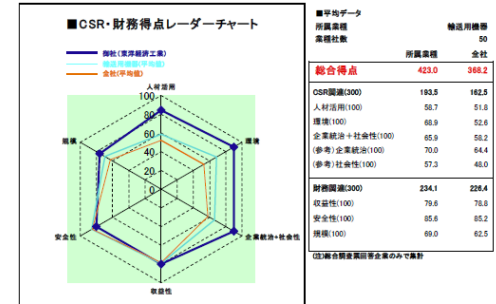 ■CSR・財務得点レーダーチャート
御社(東洋経済工業)
輸送用機器(平均値)
全社(平均値)
人材活用
100
80
60
40
20
0
環境
企業統治+社会性
収益性
安全性
規模
■平均データ
所属業種 輸送用機器
業種社数 50
所属業種 全社
総合得点 423.0 368.2
CSR関連(300) 193.5 162.5
人材活用(100) 58.7 51.8
環境(100) 68.9 52.6
企業統治+社会性(100) 65.9 58.2
(参考)企業統治(100) 70.0 64.4
(参考)社会性(100) 57.3 48.0
財務関連(300) 234.1 226.4
収益性(100) 79.6 78.8
安全性(100) 85.6 85.2
規模(100) 69.0 62.5
(注)総合調査票回答企業のみで集計